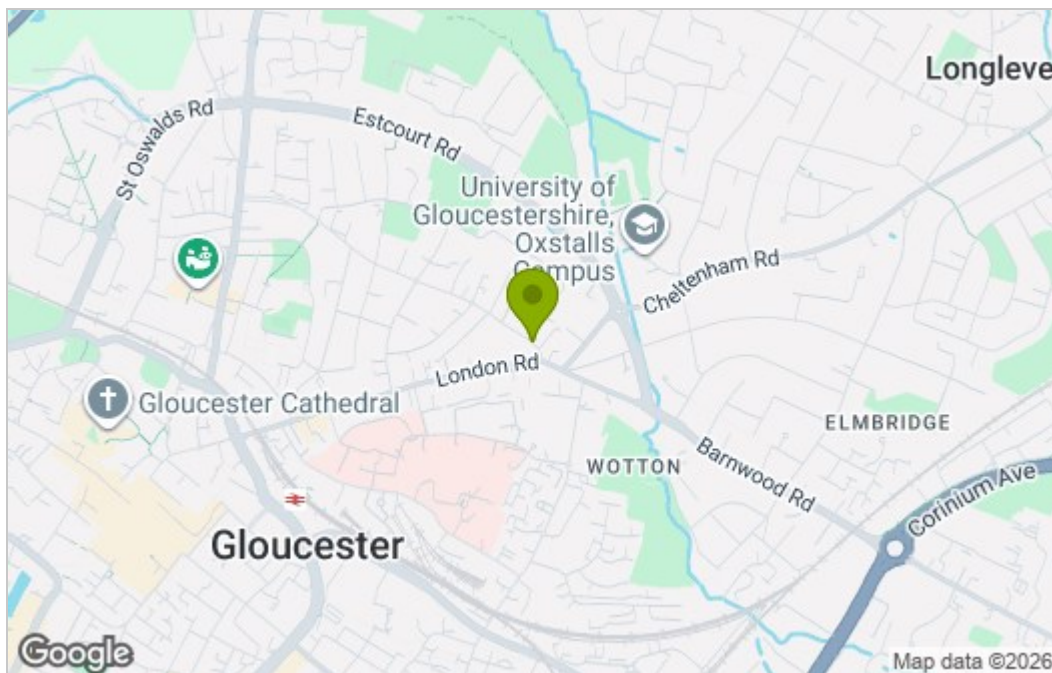 Longleve
St Oswalds Rd
Estcourt Rd
University of
Gloucestershire,
Oxstalls
Campus
Cheltenham Rd
London Rd
Gloucester Cathedral
ELMBRIDGE
WOTTON
Barnwood Rd
Corinium Ave
Gloucester
Google
Map data ©2026